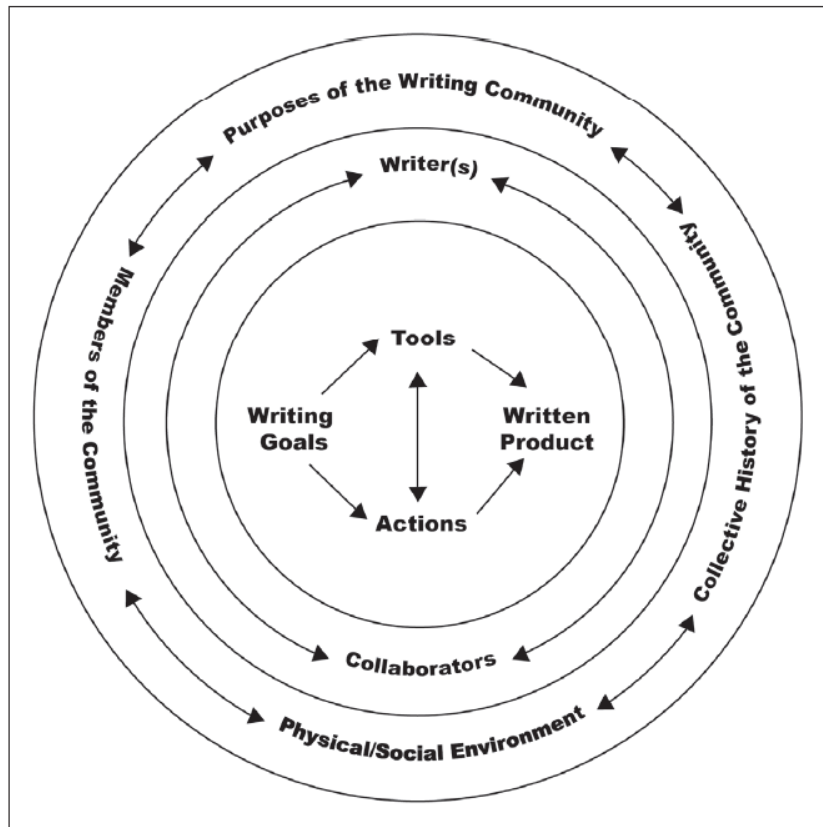 Purposes of the Writing Community
Writer(s)
Members of the Community
Collective History of the Community
Tools
Writing
Goals
Written
Product
Actions
Collaborators
Physical/Social Environment